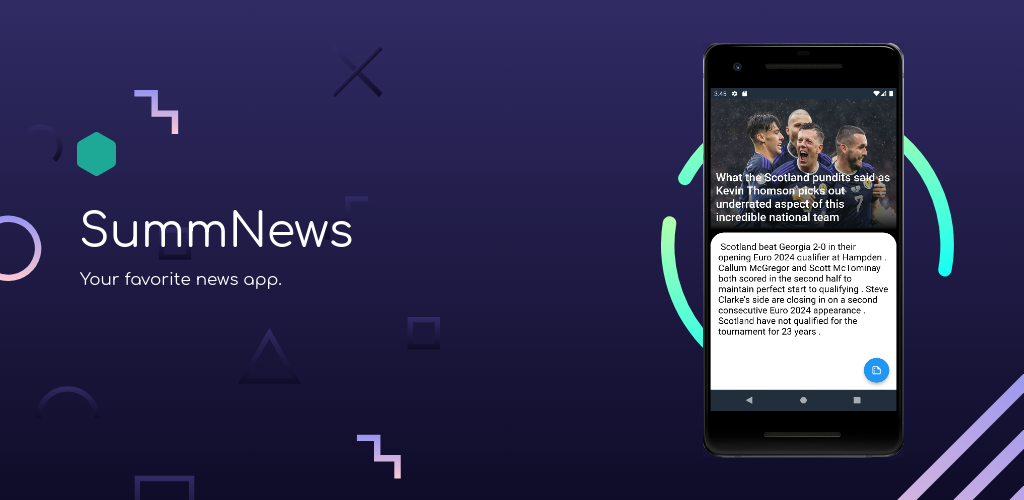 SummNews
Your favorite news app.
3:45
What the Scotland pundits said as
Kevin Thomson picks out
underrated aspect of this
incredible national team
Scotland beat Georgia 2-0 in their
opening Euro 2024 qualifier at Hampden .
Callum McGregor and Scott McTominay
both scored in the second half to
maintain perfect start to qualifying . Steve
Clarke's side are closing in on a second
consecutive Euro 2024 appearance .
Scotland have not qualified for the
tournament for 23 years .
7